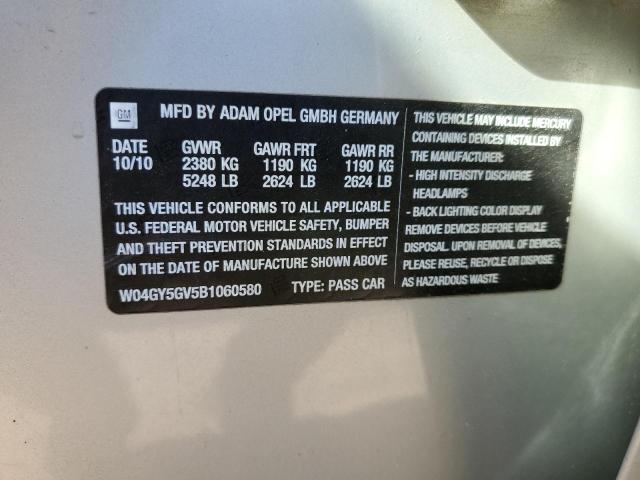 GM
MFD BY ADAM OPEL GMBH GERMANY
DATE GVWR GAWR FRT GAWR RR
10/10 2380 KG 1190 KG 1190 KG
5248 LB 2624 LB 2624 LB
THIS VEHICLE CONFORMS TO ALL APPLICABLE
U.S. FEDERAL MOTOR VEHICLE SAFETY, BUMPER
AND THEFT PREVENTION STANDARDS IN EFFECT
ON THE DATE OF MANUFACTURE SHOWN ABOVE
W04GY5GV5B1060580 TYPE: PASS CAR
THIS VEHICLE MAY INCLUDE MERCURY
CONTAINING DEVICES INSTALLED BY
THE MANUFACTURER:
- HIGH INTENSITY DISCHARGE
HEADLAMPS
- BACK LIGHTING COLOR DISPLAY
REMOVE DEVICES BEFORE VEHICLE
DISPOSAL. UPON REMOVAL OF DEVICES,
PLEASE REUSE, RECYCLE OR DISPOSE
AS HAZARDOUS WASTE